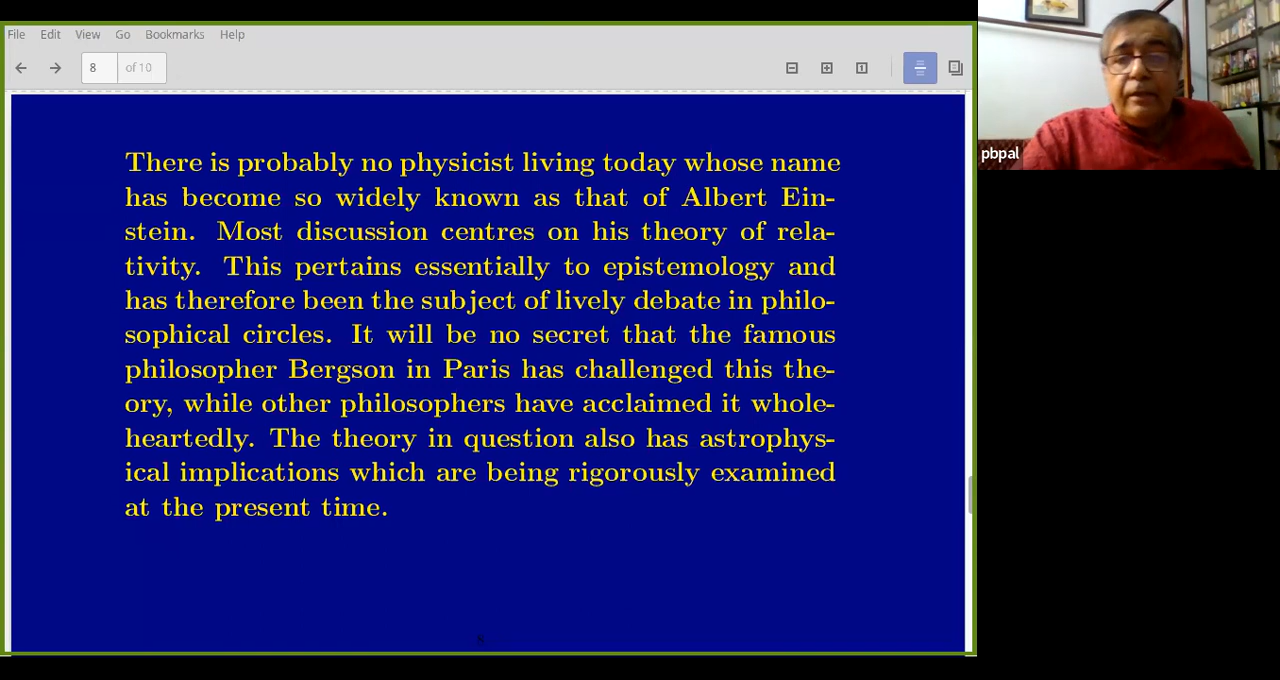 File Edit View Go Bookmarks Help
8 of 10
There is probably no physicist living today whose name
has become so widely known as that of Albert Ein-
stein. Most discussion centres on his theory of rela-
tivity. This pertains essentially to epistemology and
has therefore been the subject of lively debate in philo-
sophical circles. It will be no secret that the famous
philosopher Bergson in Paris has challenged this the-
ory, while other philosophers have acclaimed it whole-
heartedly. The theory in question also has astrophys-
ical implications which are being rigorously examined
at the present time.
pbpal